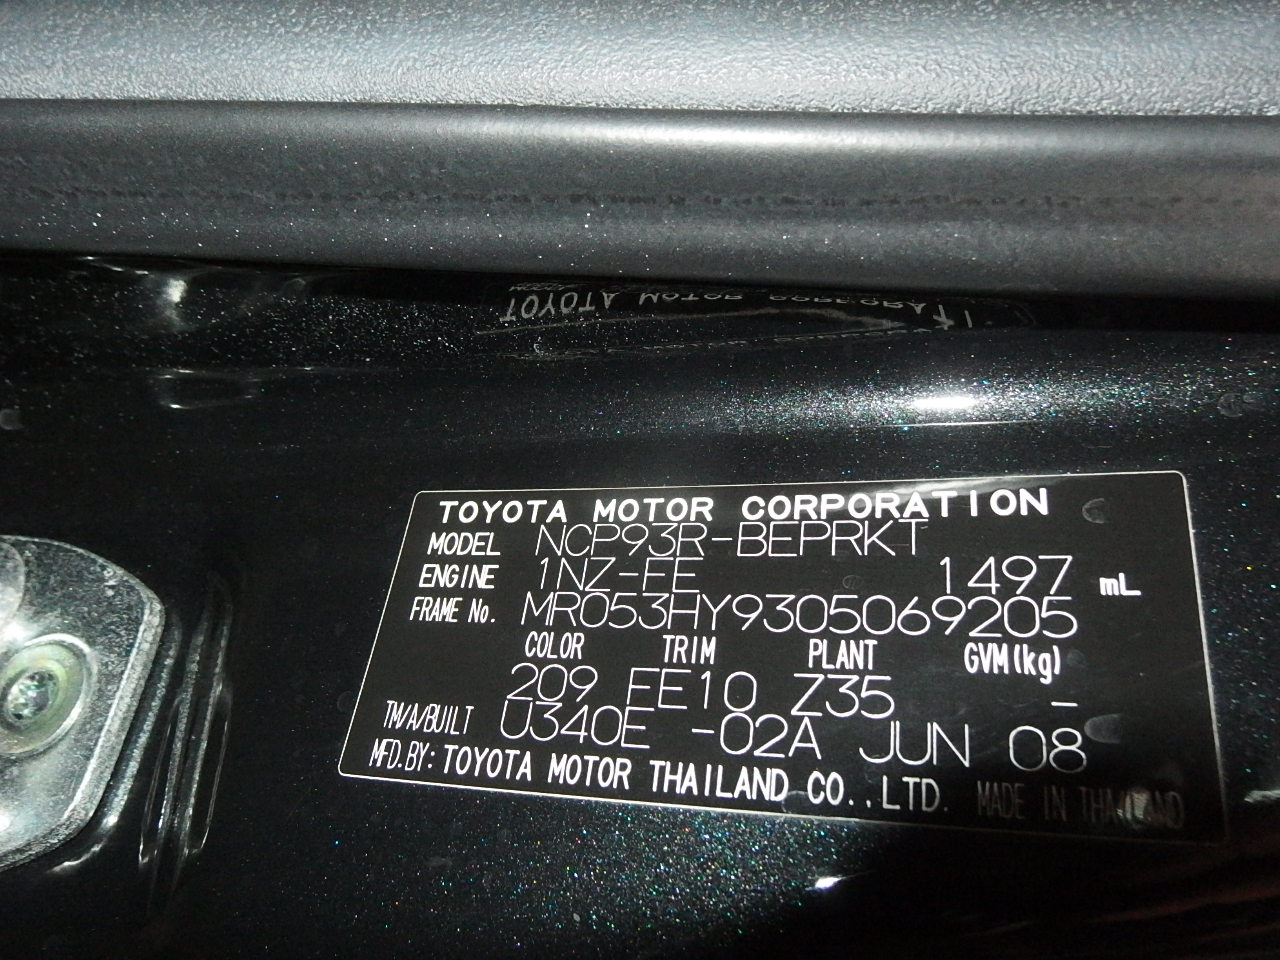 TOYOTA MOTOR CORPORATION
MODEL NCP93R-BEPRKT
ENGINE 1NZ-FE 1497 mL
FRAME No. MR053HY9305069205
COLOR TRIM PLANT GVM(kg)
209 EE10 Z35 -
TM/A/BUILT U340E -02A JUN 08
MFD.BY: TOYOTA MOTOR THAILAND CO.,LTD. MADE IN THAILAND